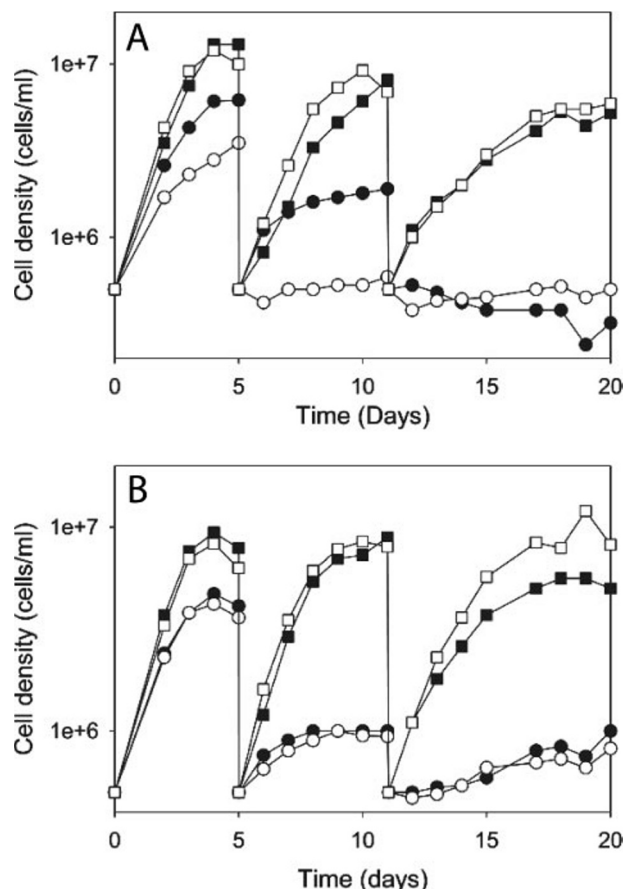 A
Cell density (cells/ml)
1e+7
1e+6
0 5 10 15 20
Time (Days)
B
Cell density (cells/ml)
1e+7
1e+6
0 5 10 15 20
Time (days)